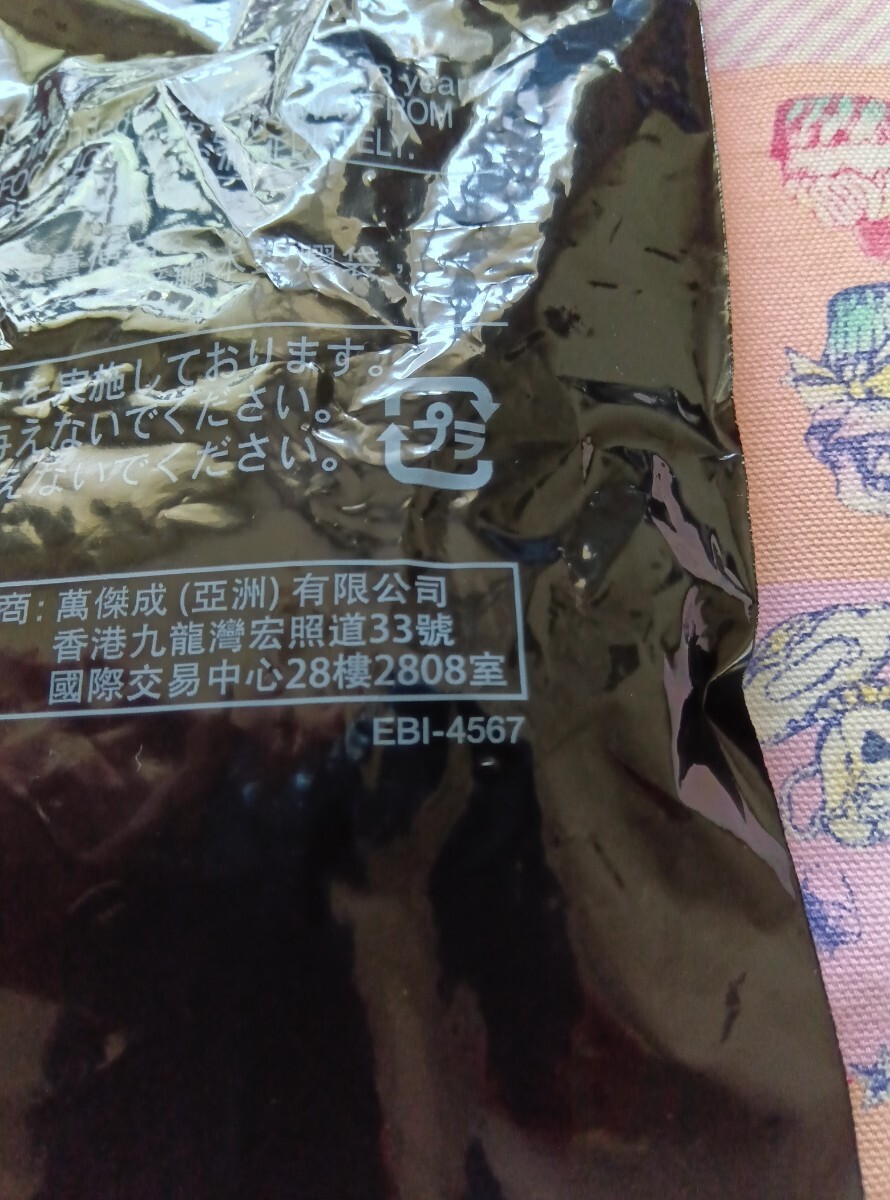 3 year
FROM
ELY.
膠袋,
を実施しております。
与えないでください。
えないでください。
プラ
商: 萬傑成 (亞洲) 有限公司
香港九龍灣宏照道33號
國際交易中心28樓2808室
EBI-4567